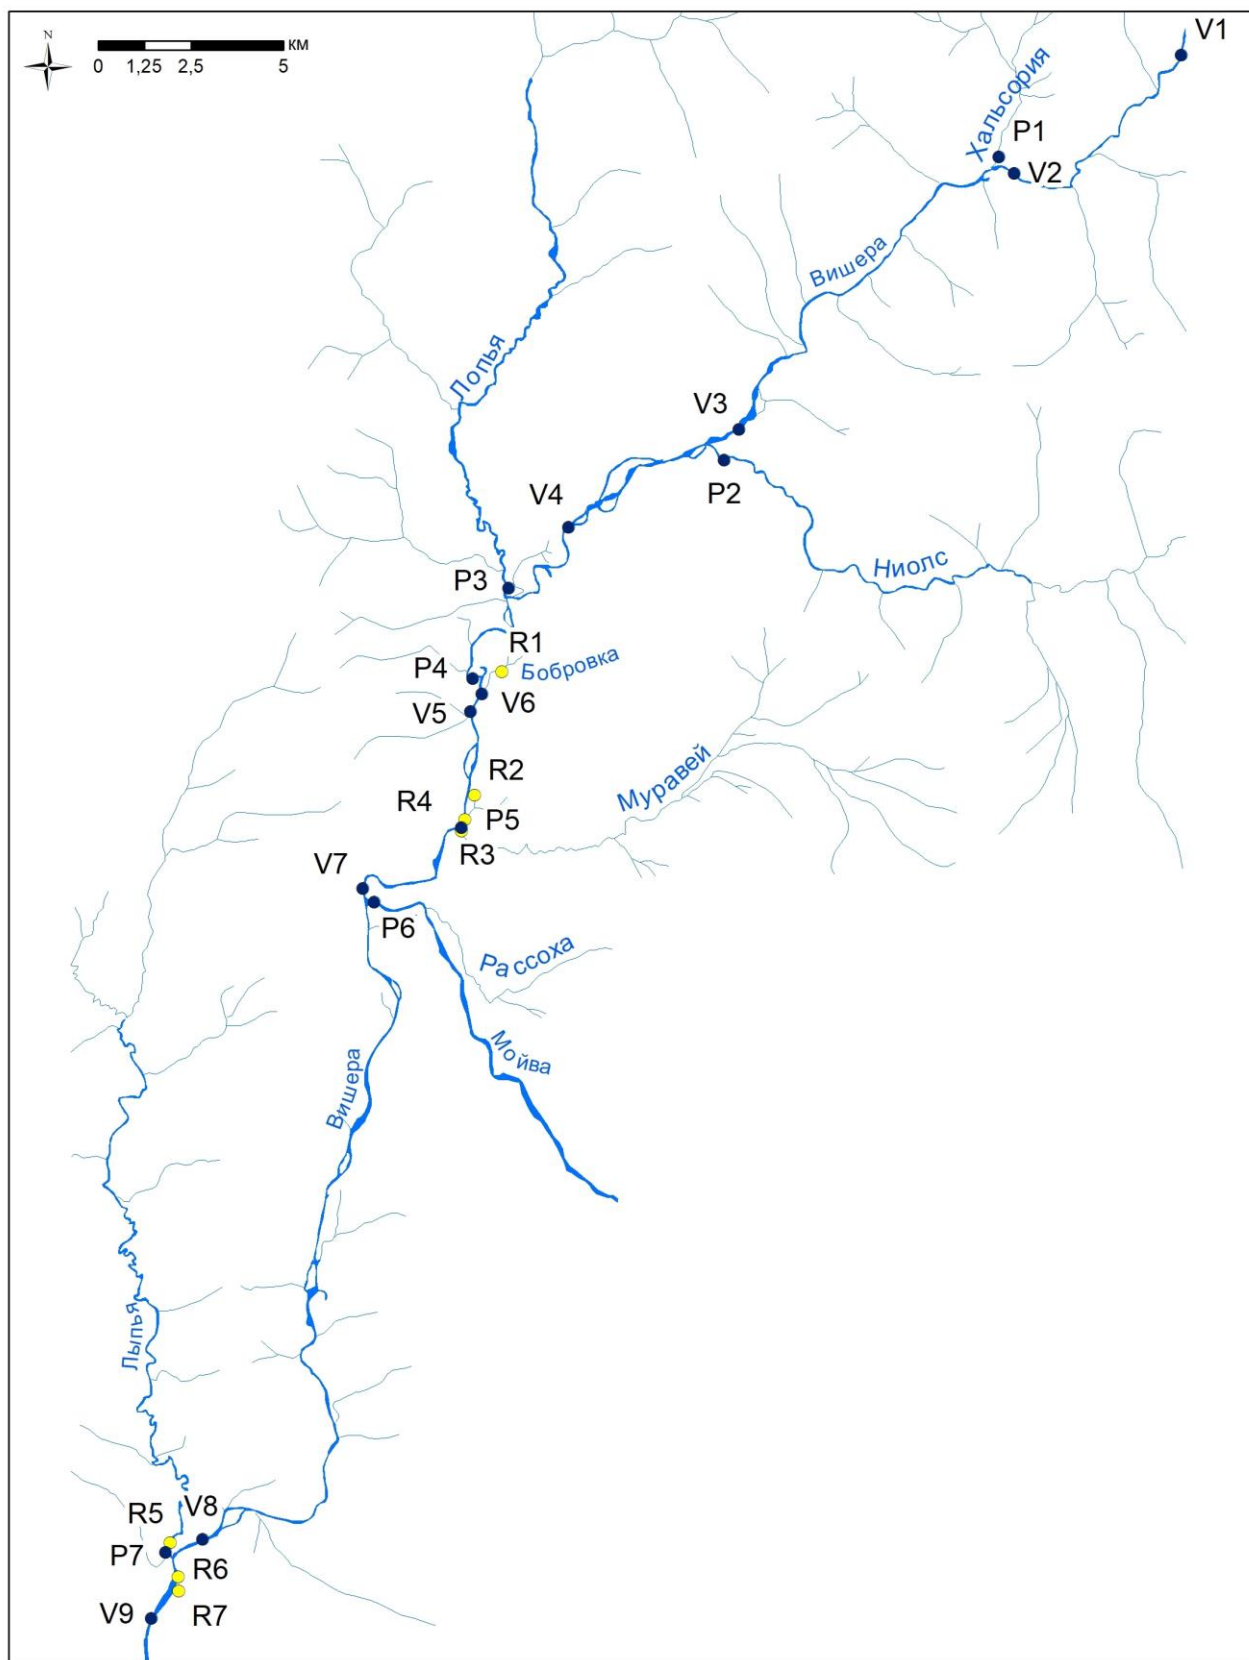 N
КМ
0 1,25 2,5 5
V1
Хальсория
P1
V2
Вишера
Лопья
V3
P2
V4
Ниолс
P3
R1
Бобровка
P4
V6
V5
Муравей
R2
R4
P5
R3
V7
P6
Рассоха
Мойва
Вишера
Лыпья
R5
V8
P7
R6
V9
R7